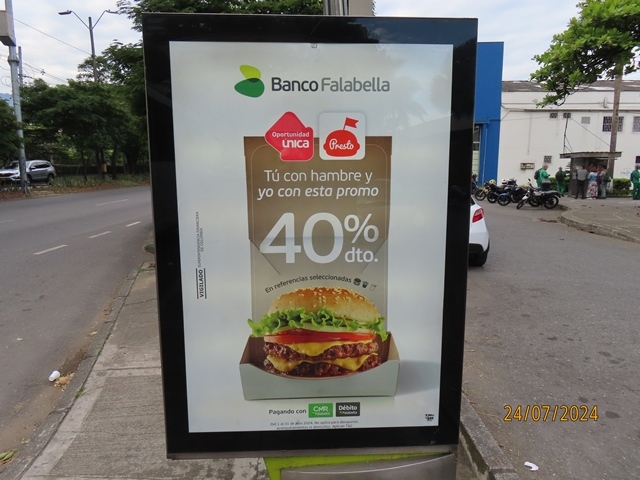 Banco Falabella
Oportunidad
única
Presto
Tú con hambre y
yo con esta promo
40%
dto.
En referencias seleccionadas
VIGILADO
Pagando con
CMR
Débito
24/07/2024